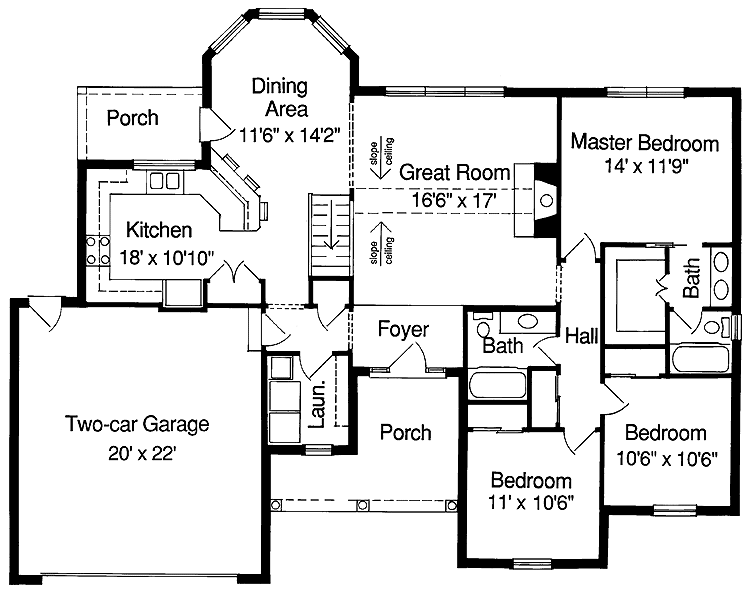 Dining
Area
11'6" x 14'2"
Porch
slope
ceiling
Great Room
16'6" x 17'
Master Bedroom
14' x 11'9"
Kitchen
18' x 10'10"
slope
ceiling
Bath
Foyer
Bath
Hall
Laun.
Two-car Garage
20' x 22'
Porch
Bedroom
10'6" x 10'6"
Bedroom
11' x 10'6"